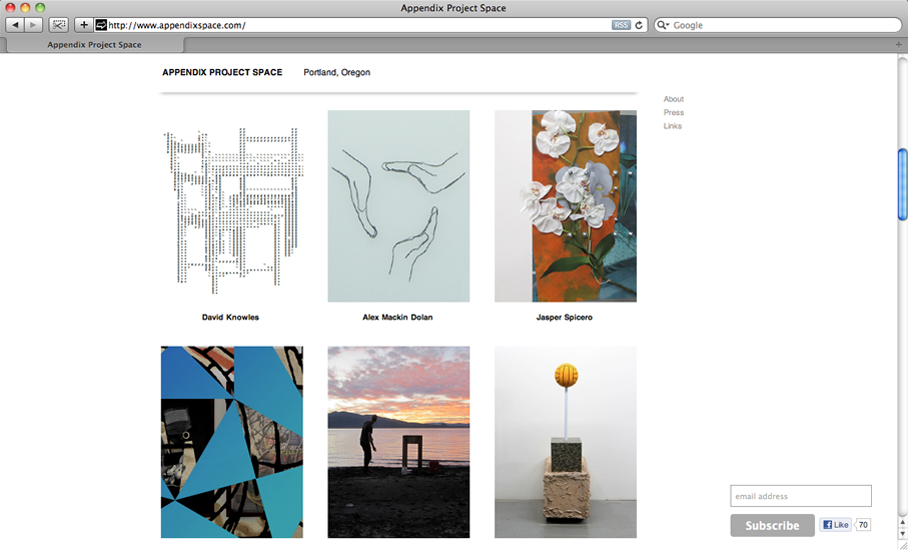 Appendix Project Space
http://www.appendixspace.com/
RSS
Google
Appendix Project Space
APPENDIX PROJECT SPACE Portland, Oregon
About
Press
Links
David Knowles
Alex Mackin Dolan
Jasper Spicero
email address
Subscribe
Like
70